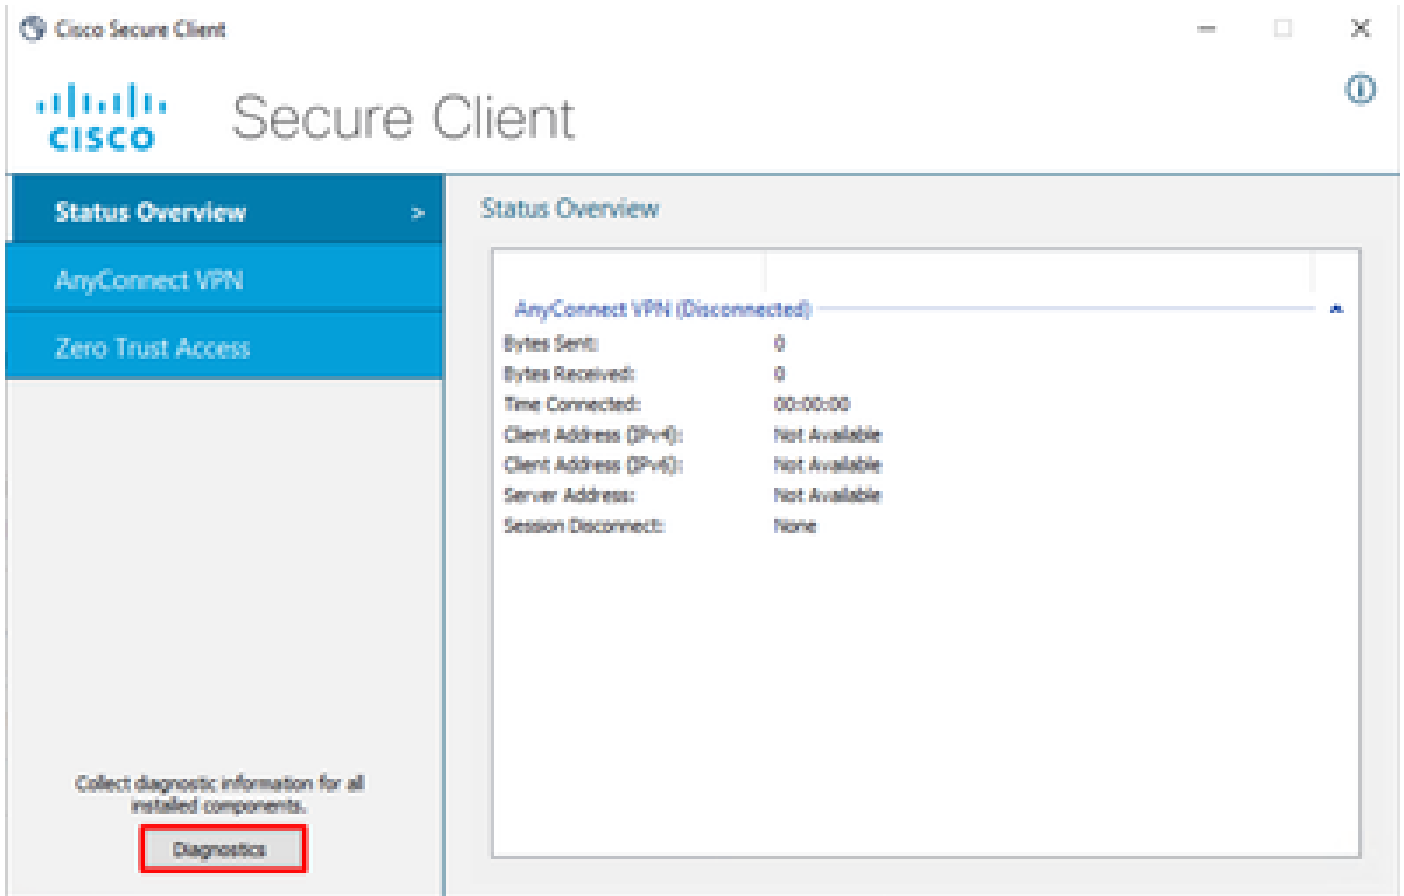 Cisco Secure Client
CISCO
Secure Client
Status Overview >
AnyConnect VPN
Zero Trust Access
Collect diagnostic information for all
installed components.
Diagnostics
Status Overview
AnyConnect VPN (Disconnected)
Bytes Sent: 0
Bytes Received: 0
Time Connected: 00:00:00
Client Address (IPv4): Not Available
Client Address (IPv6): Not Available
Server Address: Not Available
Session Disconnect: None